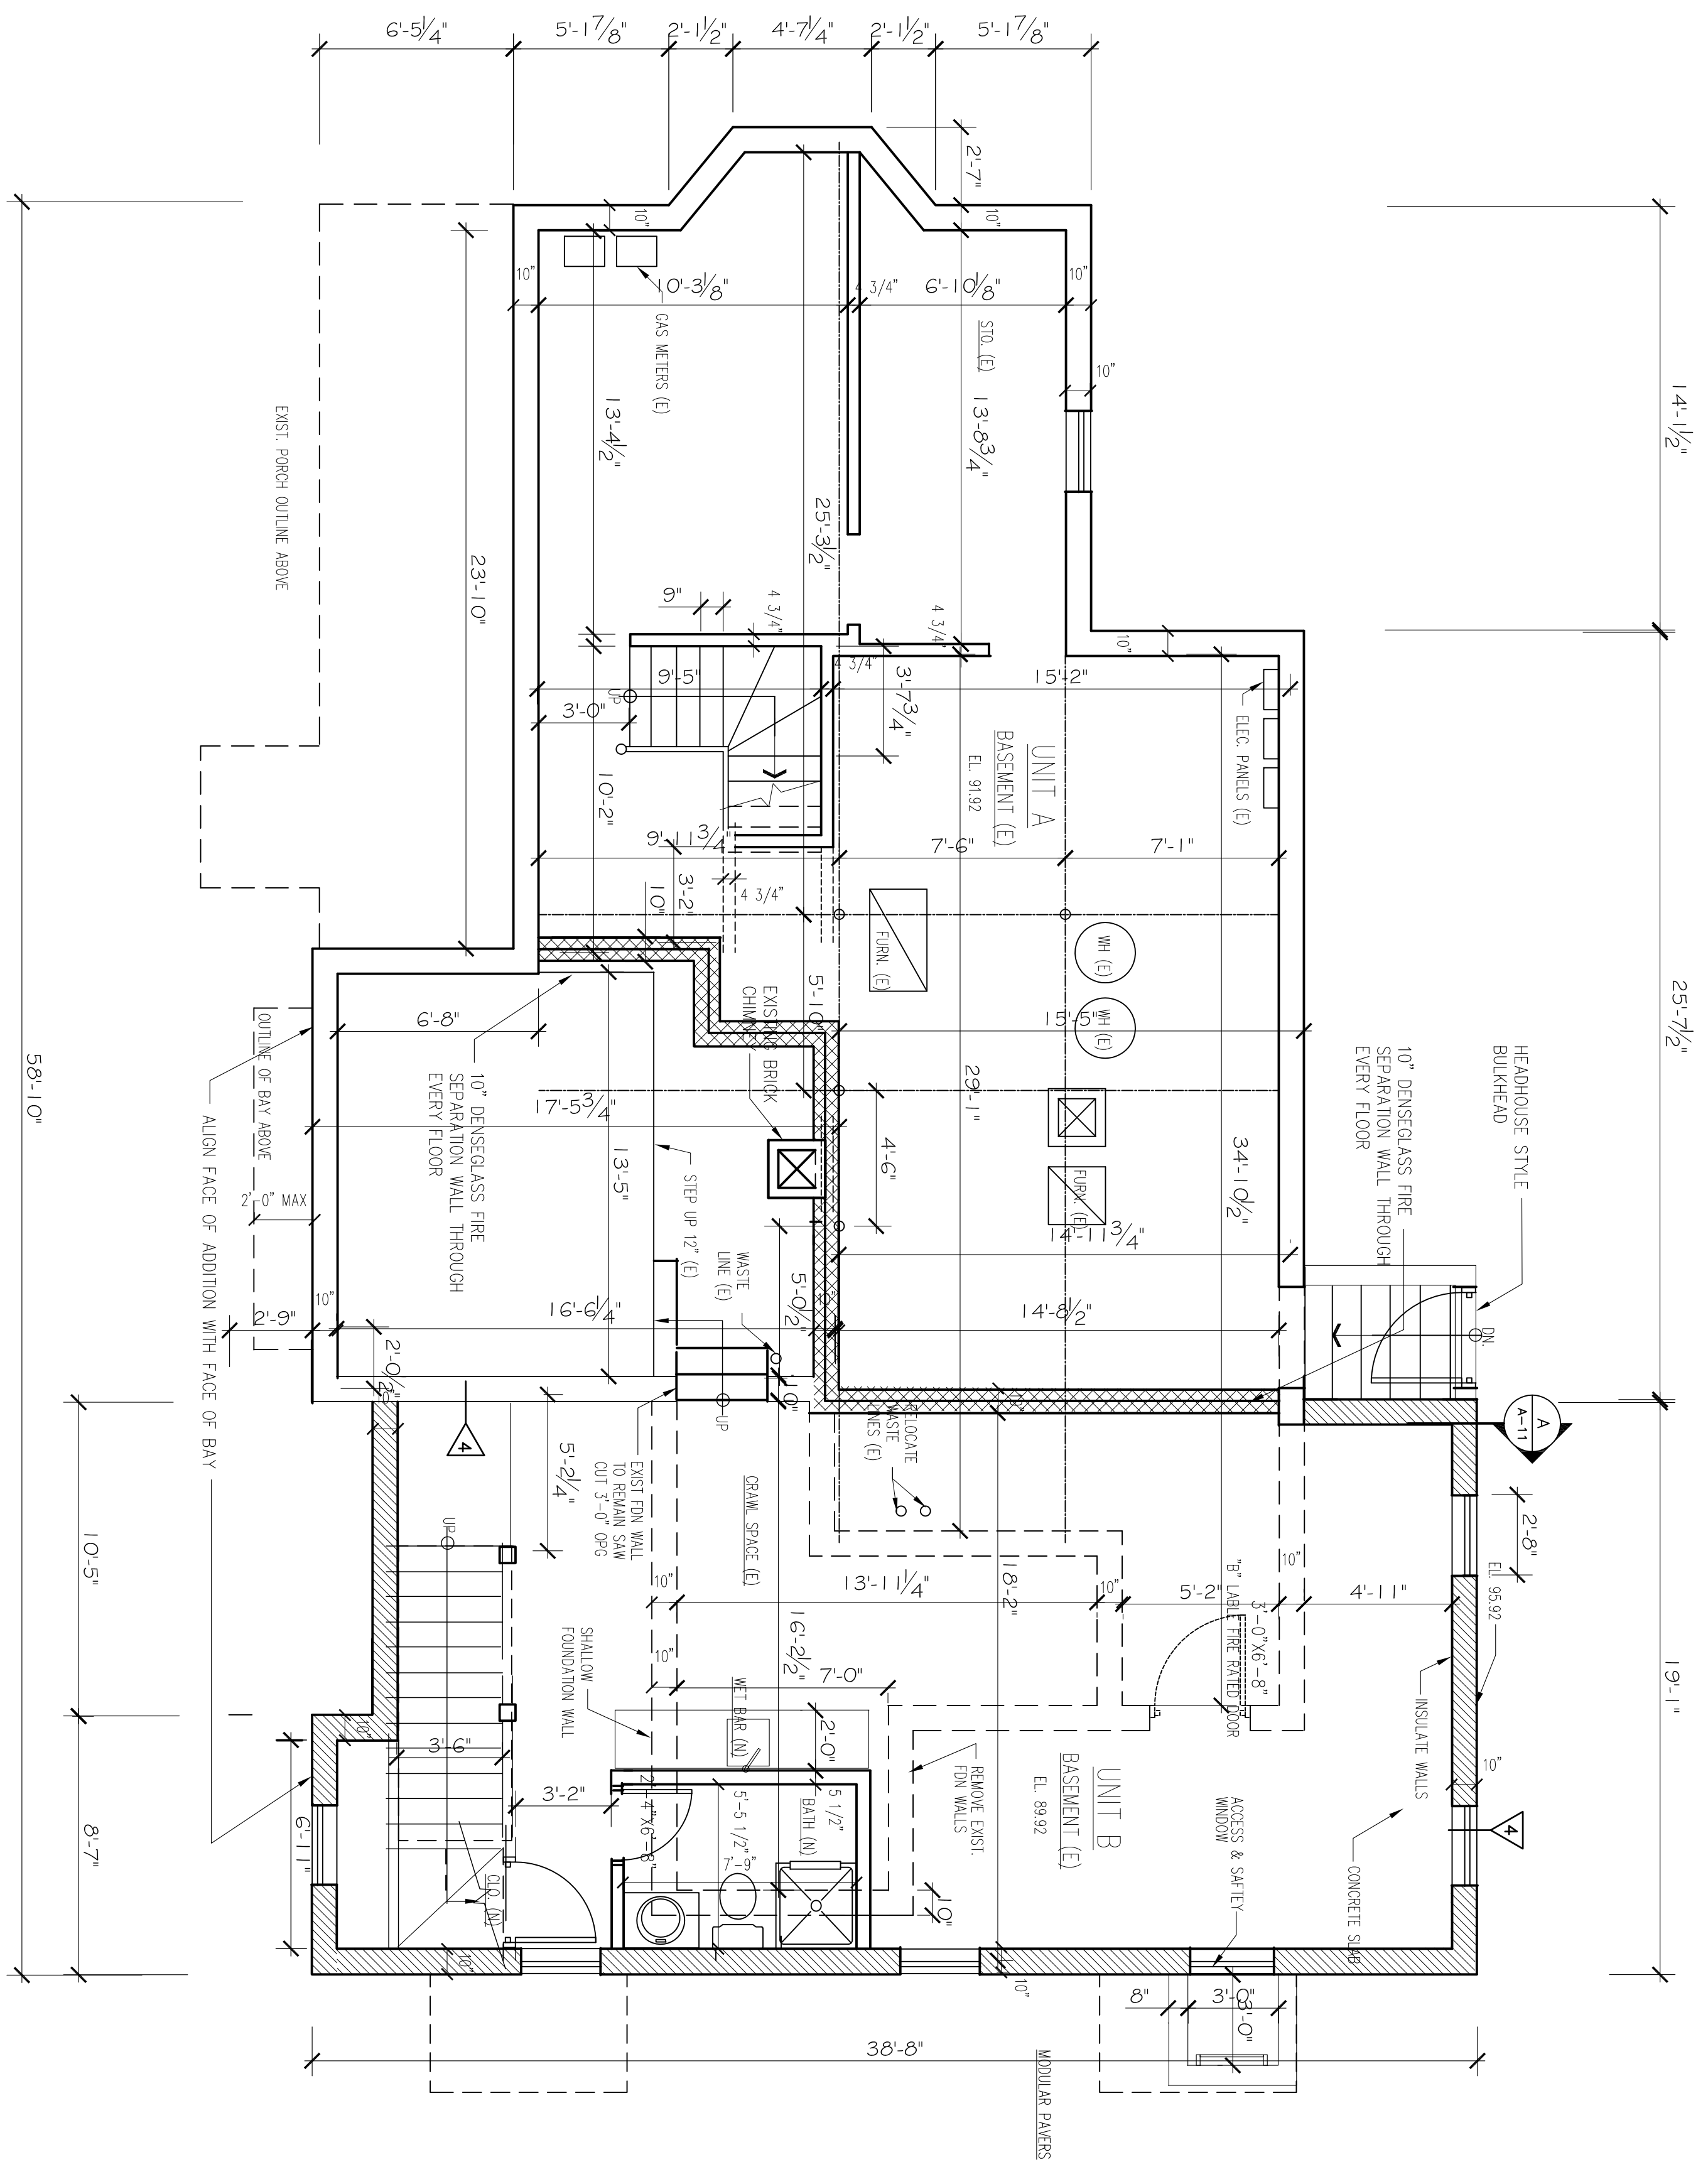 6'-5 1/4"
5'-1 7/8"
2'-1 1/2"
4'-7 1/4"
2'-1 1/2"
5'-1 7/8"
2'-7"
10"
10"
10"
10"
10'-3 1/8"
4 3/4"
6'-10 1/8"
GAS METERS (E)
STO. (E)
10"
13'-4 1/2"
13'-8 3/4"
14'-1 1/2"
EXIST. PORCH OUTLINE ABOVE
25'-3 1/2"
23'-10"
9"
4 3/4"
4 3/4"
10"
4 3/4"
9'-5"
3'-7 3/4"
15'-2"
UP
3'-0"
ELEC. PANELS (E)
UNIT A
BASEMENT (E)
EL. 91.92
10'-2"
9'-11 3/4"
7'-6"
7'-1"
3'-2"
4 3/4"
10"
FURN. (E)
WH (E)
WH (E)
5'-10"
EXISTING BRICK
6'-8"
15'-5"
25'-7 1/2"
OUTLINE OF BAY ABOVE
10" DENSEGLASS FIRE
SEPARATION WALL THROUGH
EVERY FLOOR
17'-5 3/4"
29'-1"
HEADHOUSE STYLE
BULKHEAD
10" DENSEGLASS FIRE
SEPARATION WALL THROUGH
EVERY FLOOR
58'-10"
ALIGN FACE OF ADDITION WITH FACE OF BAY
13'-5"
4'-6"
34'-10 1/2"
2'-0" MAX
STEP UP 12" (E)
FURN. (E)
14'-11 3/4"
WASTE
LINE (E)
5'-0 1/2"
10"
10"
2'-9"
16'-6 1/4"
14'-8 1/2"
DN.
2'-0 1/2"
10"
10"
10"
UP
RELOCATE
WASTE
LINES (E)
A
A-11
4
5'-2 1/4"
EXIST FDN WALL
TO REMAIN SAW
CUT 3'-0" OPG
CRAWL SPACE (E)
UP
2'-8"
EL. 95.92
10'-5"
10"
13'-11 1/4"
18'-2"
10"
5'-2"
10"
4'-11"
3'-0"X6'-8"
"B" LABLE FIRE RATED DOOR
SHALLOW
FOUNDATION WALL
10"
16'-2 1/2"
7'-0"
WET BAR (N)
2'-0"
INSULATE WALLS
19'-1"
10"
3'-6"
REMOVE EXIST.
FDN WALLS
10"
UNIT B
BASEMENT (E)
EL. 89.92
3'-2"
2'-4"X6'-8"
5'-5 1/2"
5 1/2"
BATH (N)
7'-9"
ACCESS & SAFTEY
WINDOW
4
6'-11"
8'-7"
CLO. (N)
10"
CONCRETE SLAB
10"
10"
8"
3'-0"
3'-0"
38'-8"
MODULAR PAVERS